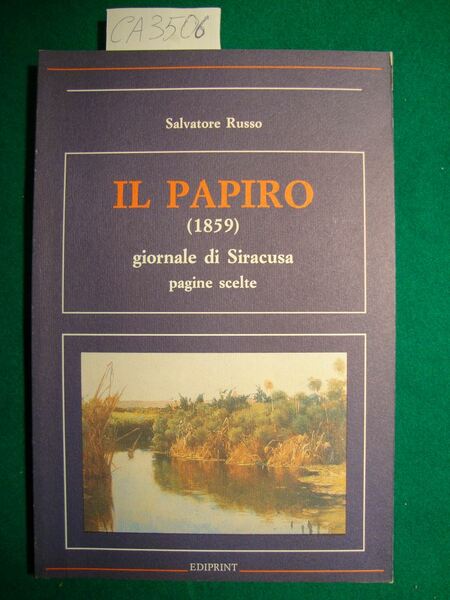 CA3506
Salvatore Russo
IL PAPIRO
(1859)
giornale di Siracusa
pagine scelte
EDIPRINT